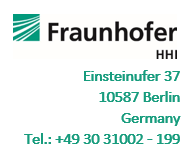 Fraunhofer
HHI
Einsteinufer 37
10587 Berlin
Germany
Tel.: +49 30 31002 - 199